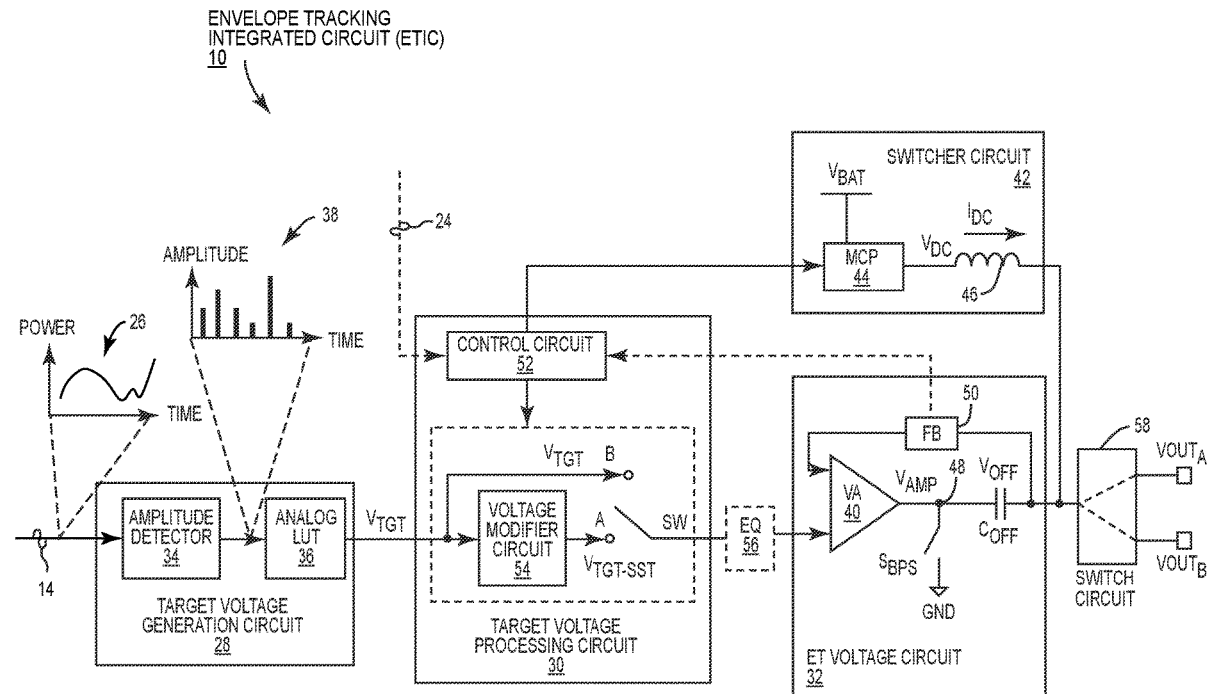 ENVELOPE TRACKING
INTEGRATED CIRCUIT (ETIC)
10
SWITCHER CIRCUIT
42
VBAT
IDC
VDC
MCP
44
46
24
38
AMPLITUDE
TIME
POWER
26
TIME
CONTROL CIRCUIT
52
50
FB
58
VOUTA
VTGT
B
VAMP
48
VOFF
VA
40
AMPLITUDE
DETECTOR
34
ANALOG
LUT
36
VTGT
VOLTAGE
MODIFIER
CIRCUIT
54
A
SW
VTGT-SST
EQ
56
COFF
SBPS
VOUTB
SWITCH
CIRCUIT
GND
14
TARGET VOLTAGE
GENERATION CIRCUIT
28
TARGET VOLTAGE
PROCESSING CIRCUIT
30
ET VOLTAGE CIRCUIT
32